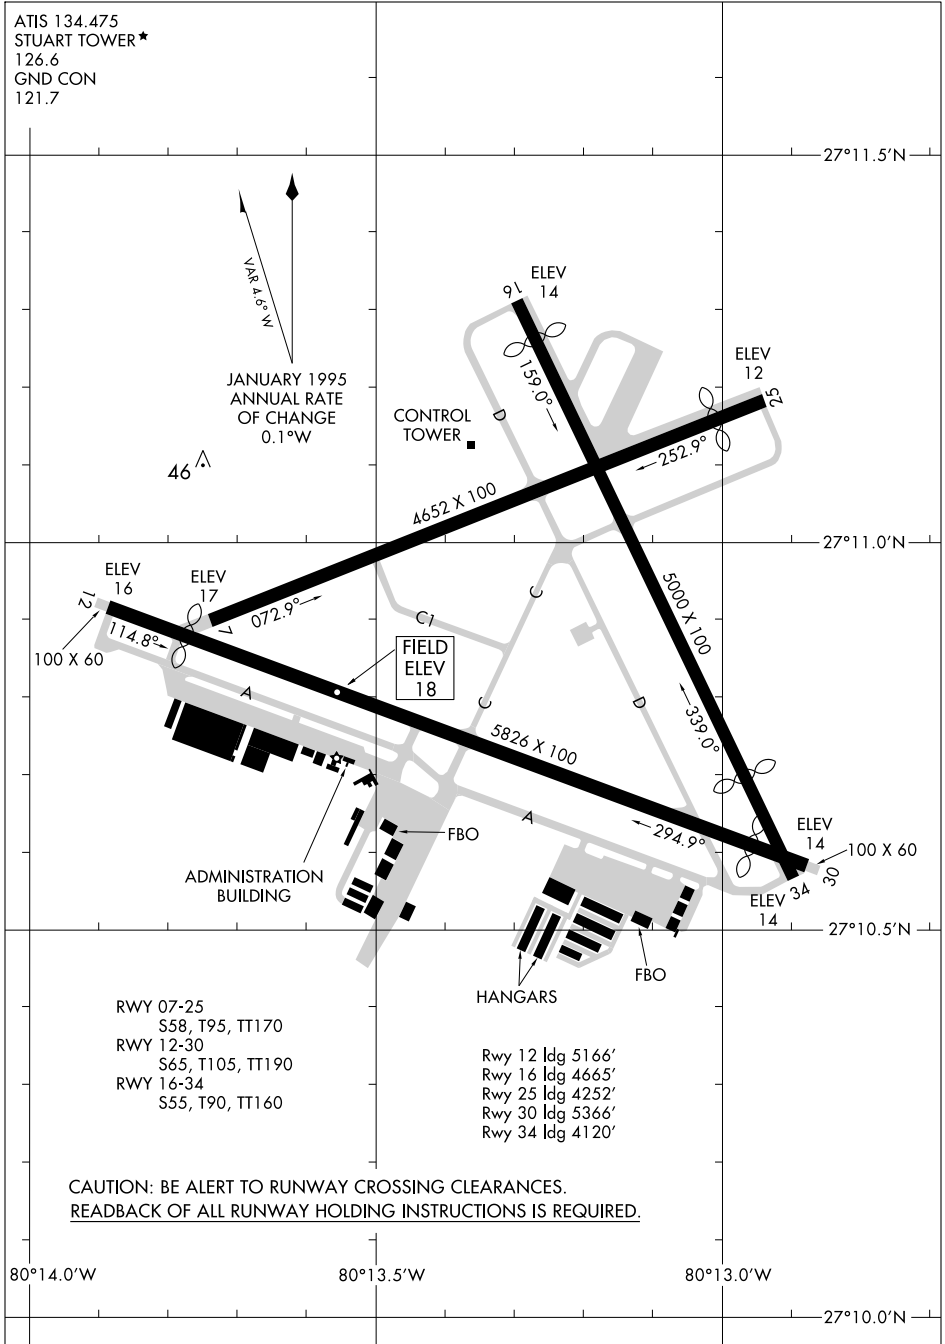 ATIS 134.475
STUART TOWER★
126.6
GND CON
121.7
27°11.5'N
VAR 4.6° W
JANUARY 1995
ANNUAL RATE
OF CHANGE
0.1°W
16
ELEV
14
159.0°
ELEV
12
25
252.9°
D
CONTROL
TOWER
46
4652 X 100
27°11.0'N
ELEV
16
12
ELEV
17
7
072.9°
114.8°
100 X 60
C1
C
5000 X 100
FIELD
ELEV
18
A
C
D
339.0°
5826 X 100
A
294.9°
FBO
ELEV
14
100 X 60
30
34
ELEV
14
ADMINISTRATION
BUILDING
27°10.5'N
FBO
HANGARS
RWY 07-25
S58, T95, TT170
RWY 12-30
S65, T105, TT190
RWY 16-34
S55, T90, TT160
Rwy 12 ldg 5166'
Rwy 16 ldg 4665'
Rwy 25 ldg 4252'
Rwy 30 ldg 5366'
Rwy 34 ldg 4120'
CAUTION: BE ALERT TO RUNWAY CROSSING CLEARANCES.
READBACK OF ALL RUNWAY HOLDING INSTRUCTIONS IS REQUIRED.
80°14.0'W
80°13.5'W
80°13.0'W
27°10.0'N